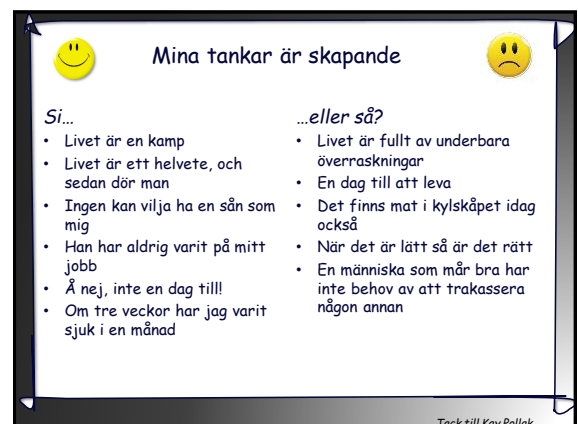 Mina tankar är skapande
Si…
• Livet är en kamp
• Livet är ett helvete, och
sedan dör man
• Ingen kan vilja ha en sån som
mig
• Han har aldrig varit på mitt
jobb
• Å nej, inte en dag till!
• Om tre veckor har jag varit
sjuk i en månad
…eller så?
• Livet är fullt av underbara
överraskningar
• En dag till att leva
• Det finns mat i kylskåpet idag
också
• När det är lätt så är det rätt
• En människa som mår bra har
inte behov av att trakassera
någon annan
Tack till Kay Pollak